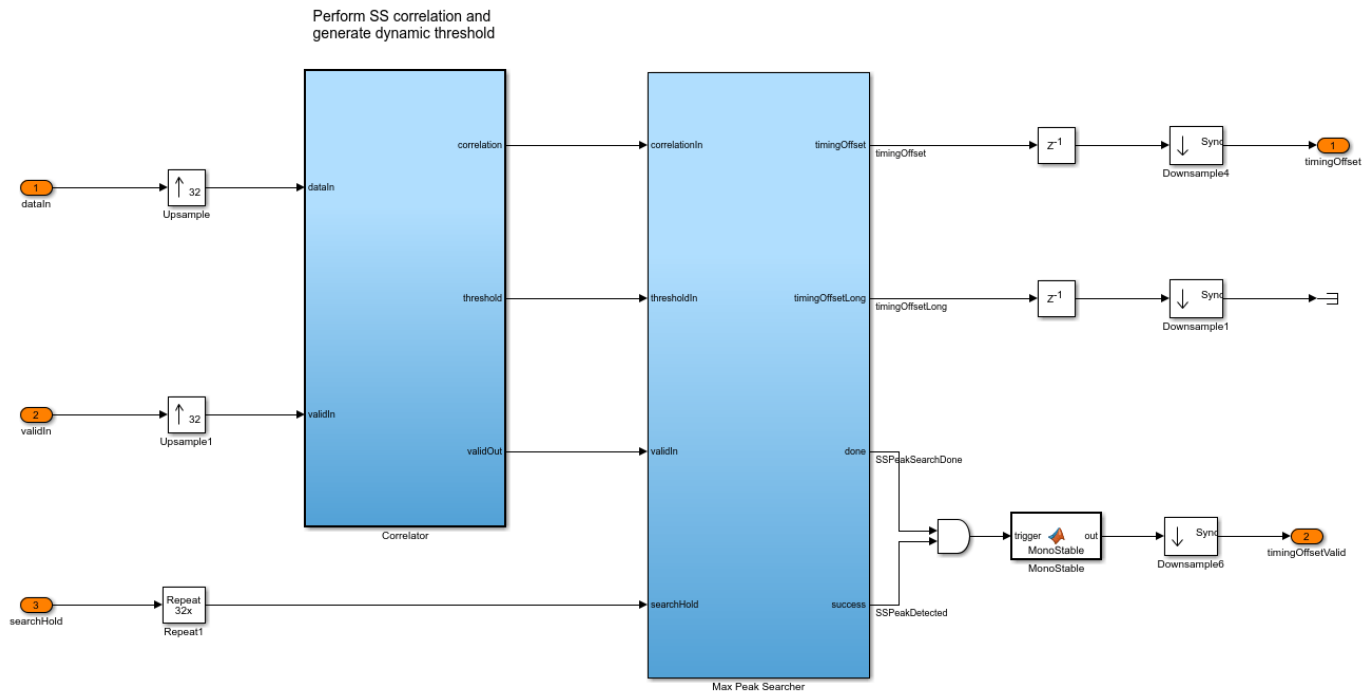 Perform SS correlation and
generate dynamic threshold
correlation
correlationIn
timingOffset
timingOffset
Z-1
Sync
Downsample4
1
timingOffset
1
dataIn
32
Upsample
dataIn
threshold
thresholdIn
timingOffsetLong
timingOffsetLong
Z-1
Sync
Downsample1
2
validIn
32
Upsample1
validIn
validOut
validIn
done
SSPeakSearchDone
Correlator
trigger
out
MonoStable
MonoStable
Sync
Downsample6
2
timingOffsetValid
3
searchHold
Repeat
32x
Repeat1
searchHold
success
SSPeakDetected
Max Peak Searcher